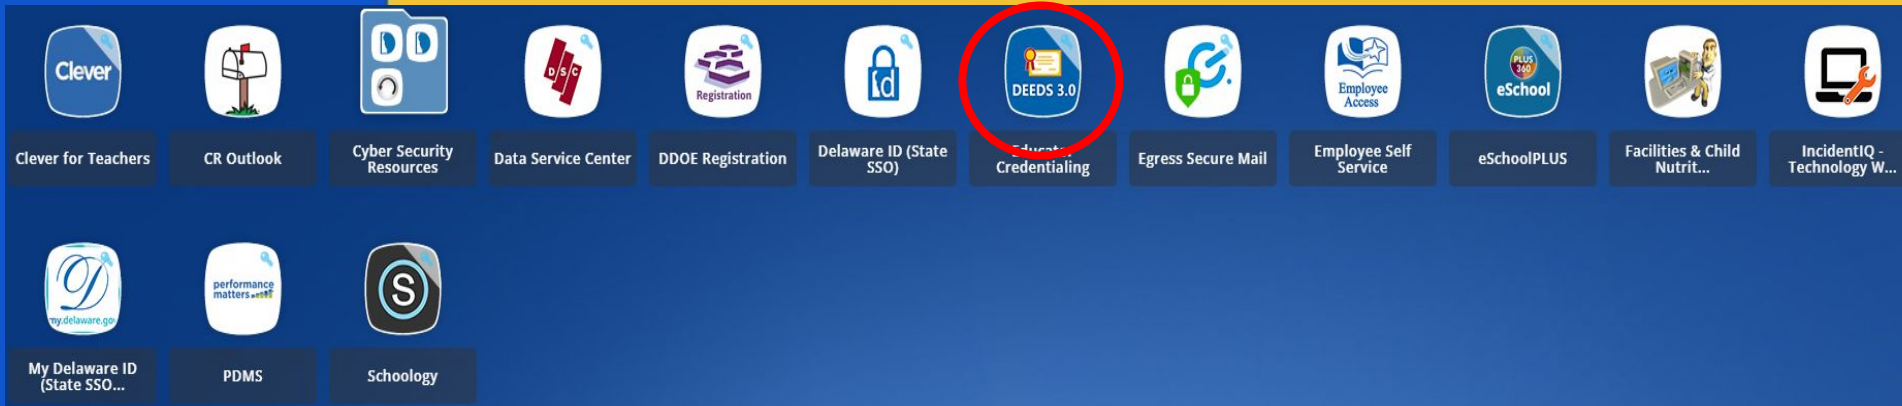 Clever
D/S/C
Registration
id
DEEDS 3.0
Employee
Access
PLUS
360
eSchool
Clever for Teachers
CR Outlook
Cyber Security
Resources
Data Service Center
DDOE Registration
Delaware ID (State
SSO)
Educator
Credentialing
Egress Secure Mail
Employee Self
Service
eSchoolPLUS
Facilities & Child
Nutrit...
IncidentIQ -
Technology W...
D
my.delaware.gov
performance
matters
S
My Delaware ID
(State SSO...
PDMS
Schoology